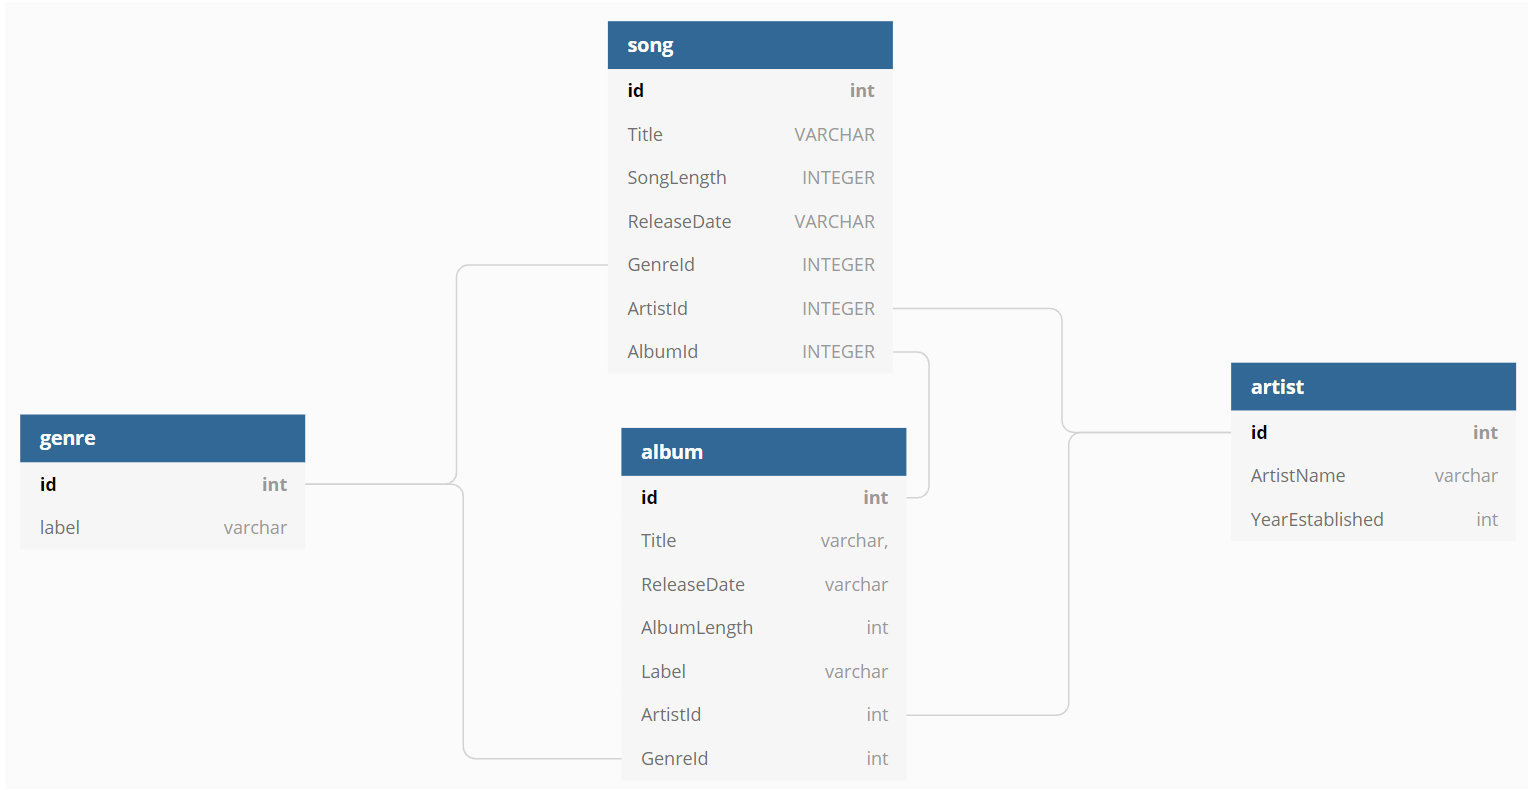 song
id int
Title VARCHAR
SongLength INTEGER
ReleaseDate VARCHAR
GenreId INTEGER
ArtistId INTEGER
AlbumId INTEGER
genre
id int
label varchar
album
id int
Title varchar,
ReleaseDate varchar
AlbumLength int
Label varchar
ArtistId int
GenreId int
artist
id int
ArtistName varchar
YearEstablished int